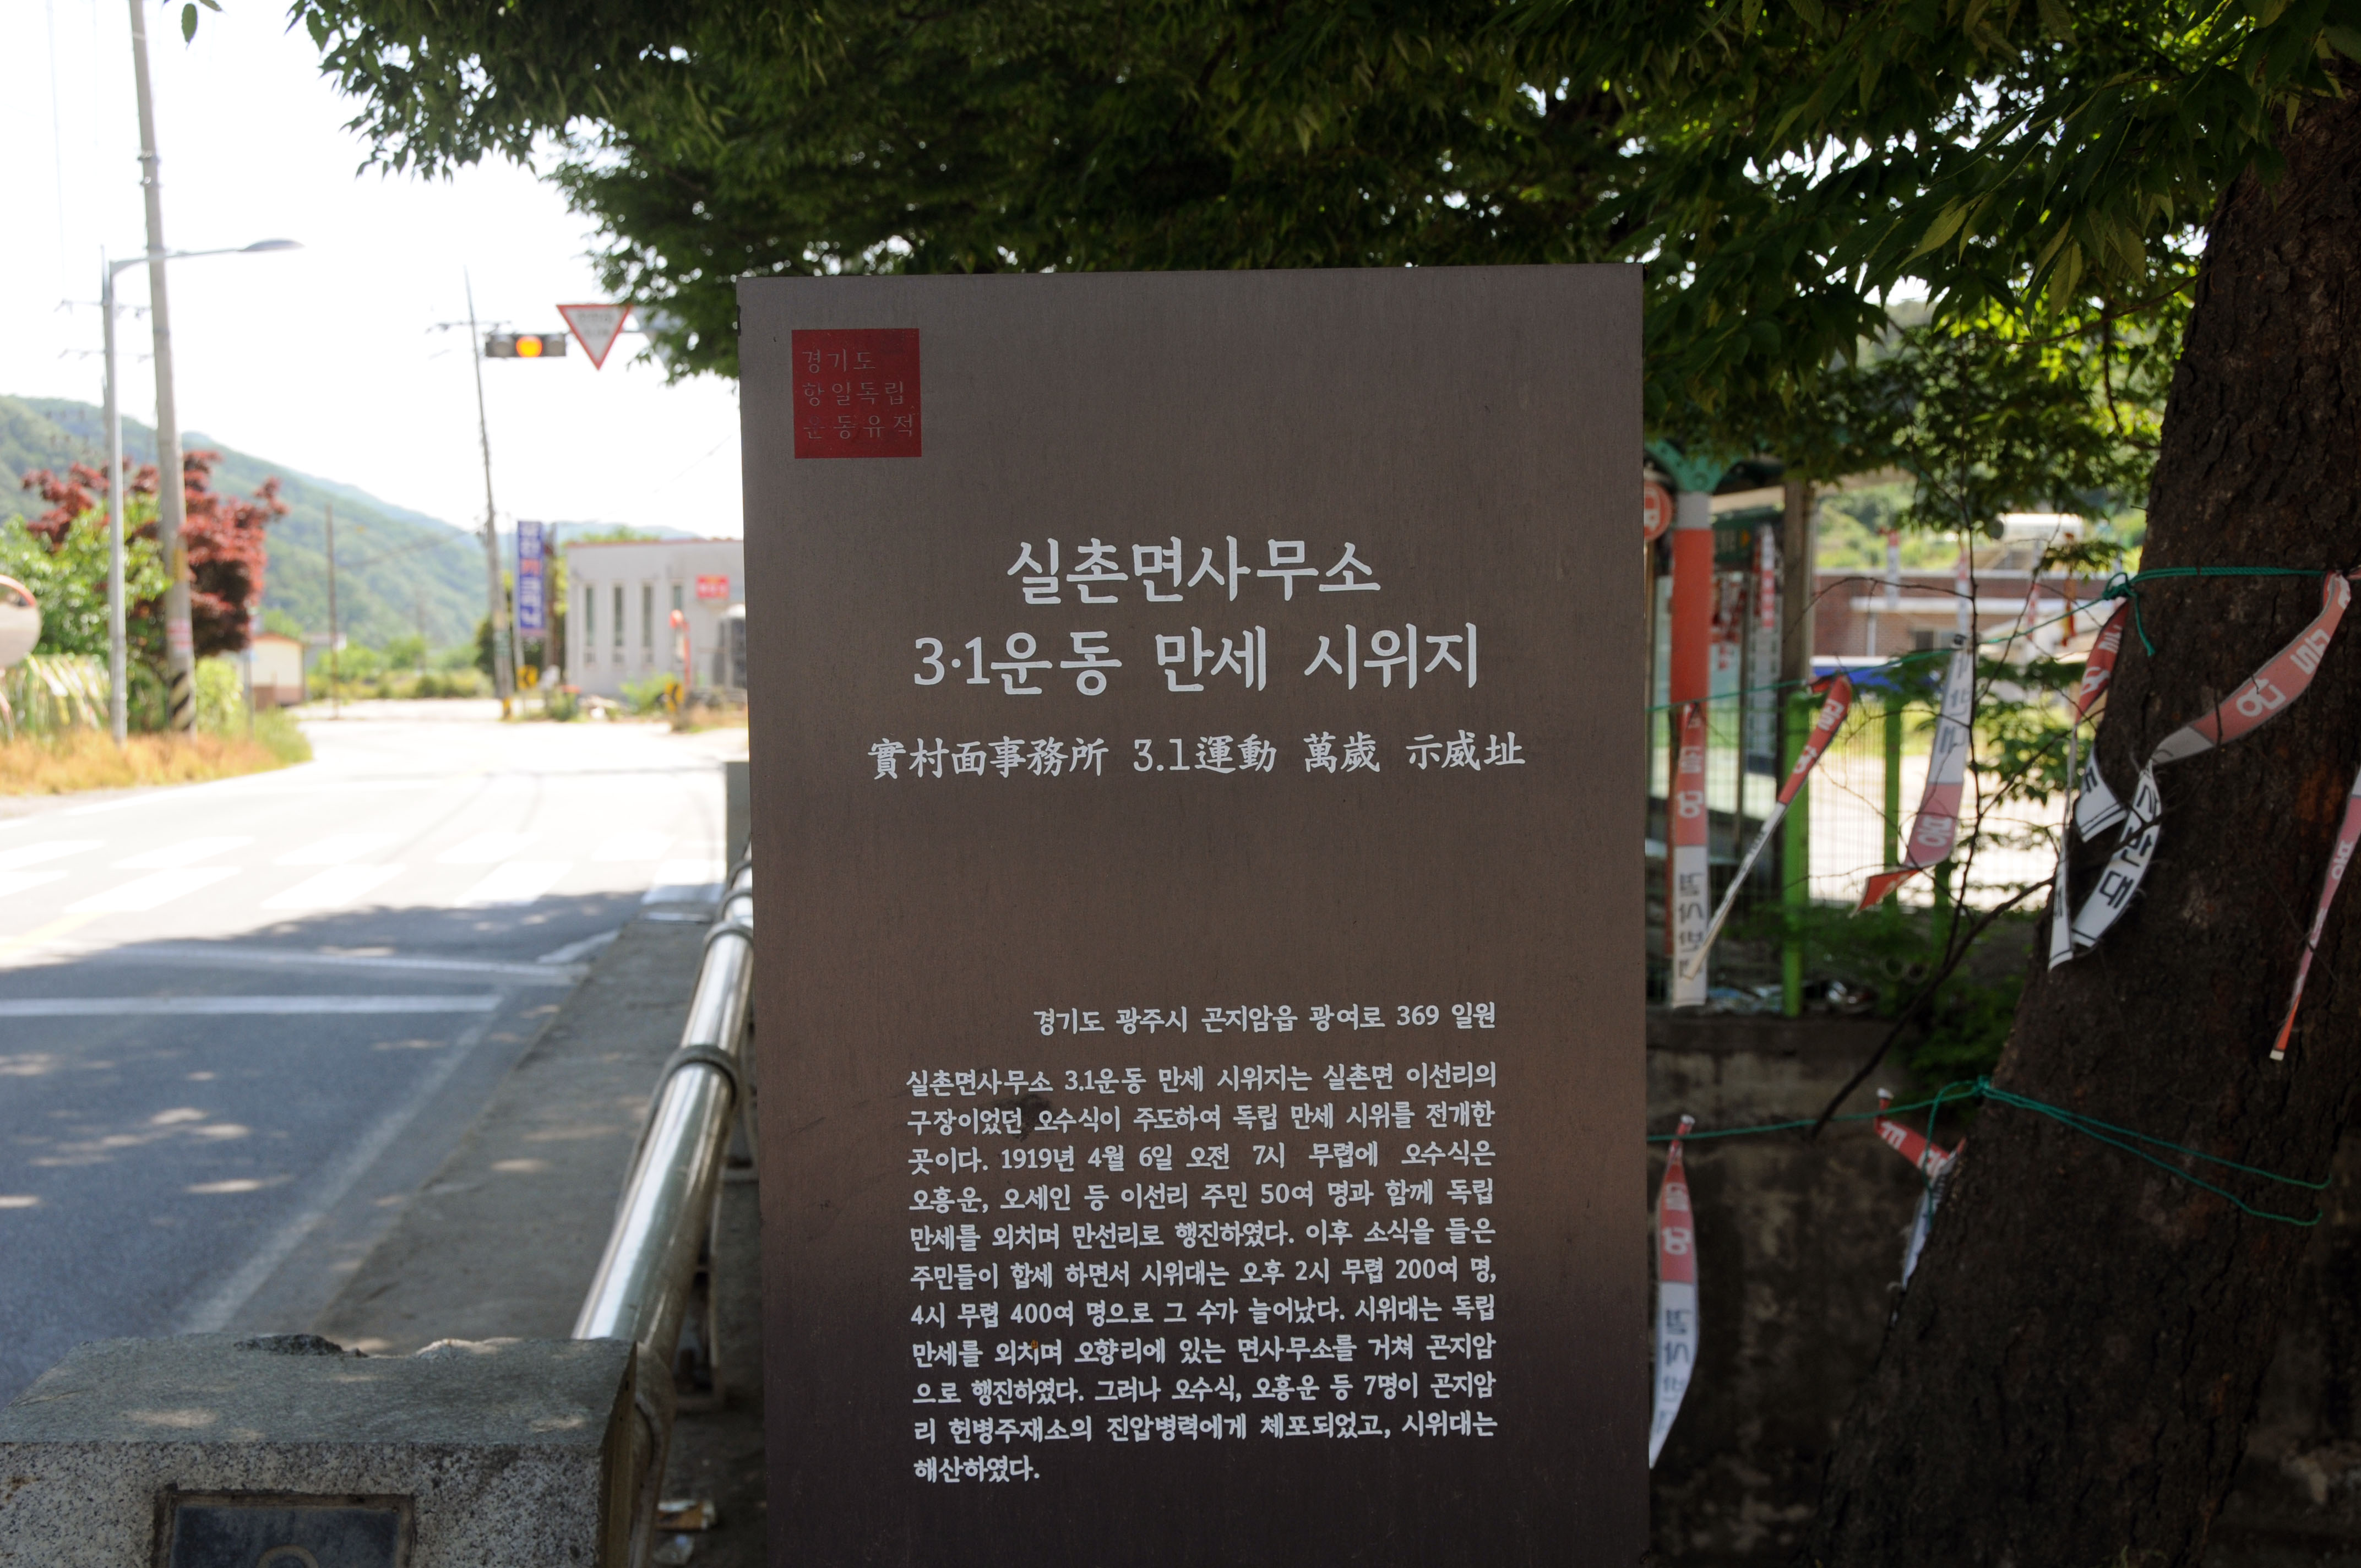 경기도
항일독립
운동유적
실촌면사무소
3·1운동 만세 시위지
實村面事務所 3.1運動 萬歲 示威址
경기도 광주시 곤지암읍 광여로 369 일원
실촌면사무소 3.1운동 만세 시위지는 실촌면 이선리의
구장이었던 오수식이 주도하여 독립 만세 시위를 전개한
곳이다. 1919년 4월 6일 오전 7시 무렵에 오수식은
오흥운, 오세인 등 이선리 주민 50여 명과 함께 독립
만세를 외치며 만선리로 행진하였다. 이후 소식을 들은
주민들이 합세 하면서 시위대는 오후 2시 무렵 200여 명,
4시 무렵 400여 명으로 그 수가 늘어났다. 시위대는 독립
만세를 외치며 오향리에 있는 면사무소를 거쳐 곤지암
으로 행진하였다. 그러나 오수식, 오흥운 등 7명이 곤지암
리 헌병주재소의 진압병력에게 체포되었고, 시위대는
해산하였다.